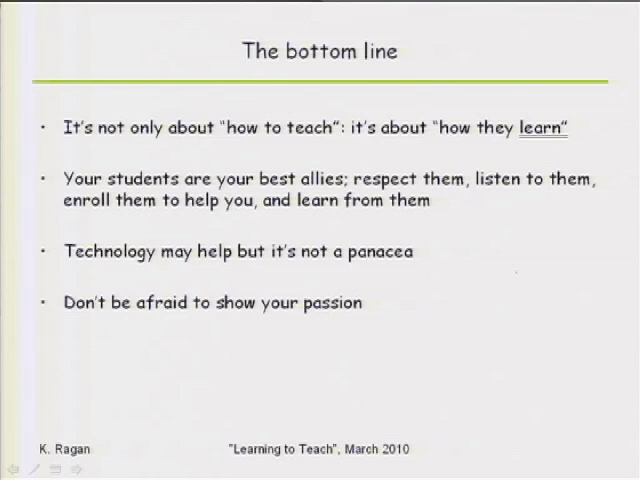 The bottom line
• It's not only about "how to teach": it's about "how they learn"
• Your students are your best allies; respect them, listen to them,
enroll them to help you, and learn from them
• Technology may help but it's not a panacea
• Don't be afraid to show your passion
K. Ragan
"Learning to Teach", March 2010